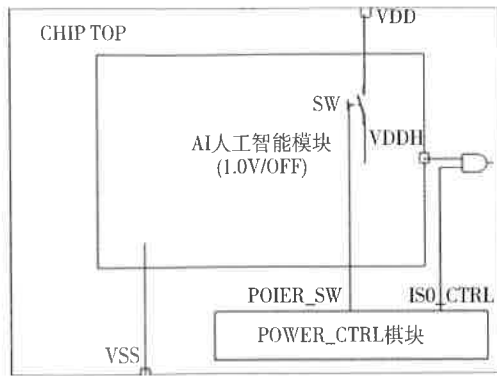 VDD
CHIP TOP
SW
AI人工智能模块
(1.0V/OFF)
VDDH
POIER_SW
IS0_CTRL
POWER_CTRL模块
VSS